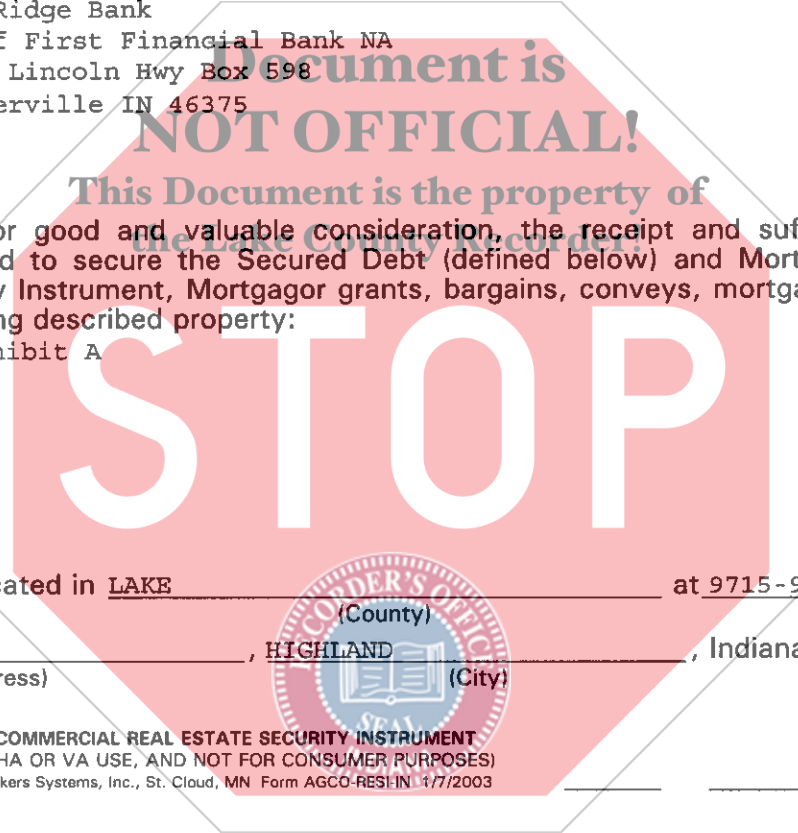 Ridge Bank
f First Financial Bank NA
Lincoln Hwy Box 598
erville IN 46375
Document is
NOT OFFICIAL!
This Document is the property of
the Lake County Recorder!
or good and valuable consideration, the receipt and suf
d to secure the Secured Debt (defined below) and Mort
y Instrument, Mortgagor grants, bargains, conveys, mortga
ng described property:
hibit A
STOP
cated in LAKE at 9715-9
(County)
, HIGHLAND , Indiana
ress) (City)
RECORDER'S OFFICE
SEAL
COMMERCIAL REAL ESTATE SECURITY INSTRUMENT
HA OR VA USE, AND NOT FOR CONSUMER PURPOSES)
kers Systems, Inc., St. Cloud, MN Form AGCO-RESI-IN 1/7/2003